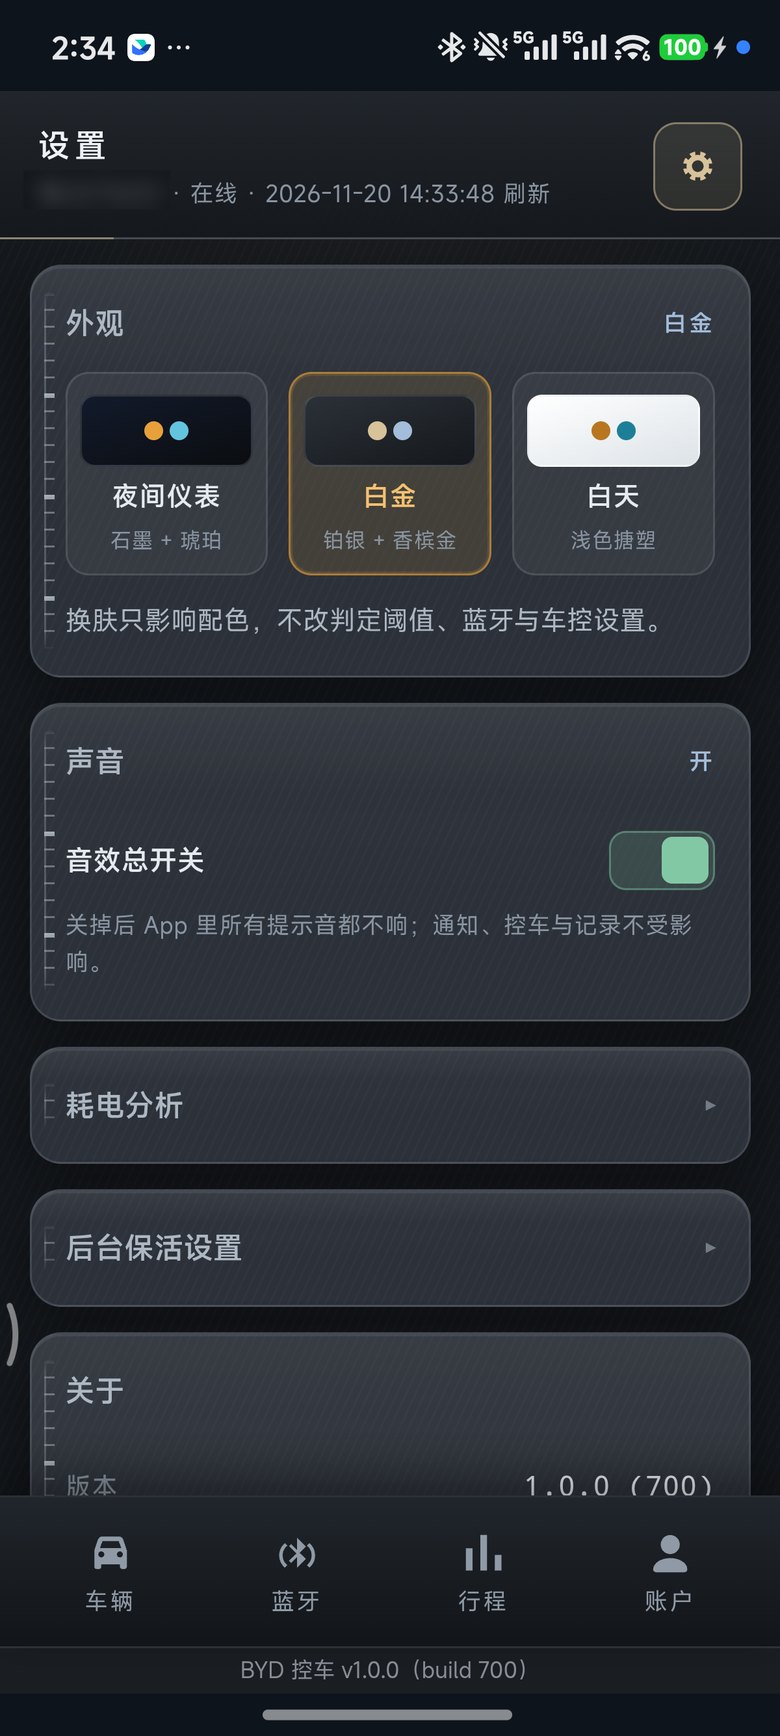 2:34 ··· 5G 5G 6 100
设置
· 在线 · 2026-11-20 14:33:48 刷新
外观 白金
夜间仪表 白金 白天
石墨 + 琥珀 铂银 + 香槟金 浅色搪塑
换肤只影响配色，不改判定阈值、蓝牙与车控设置。
声音 开
音效总开关
关掉后 App 里所有提示音都不响；通知、控车与记录不受影
响。
耗电分析
后台保活设置
关于
版本 1.0.0 (700)
车辆 蓝牙 行程 账户
BYD 控车 v1.0.0（build 700）